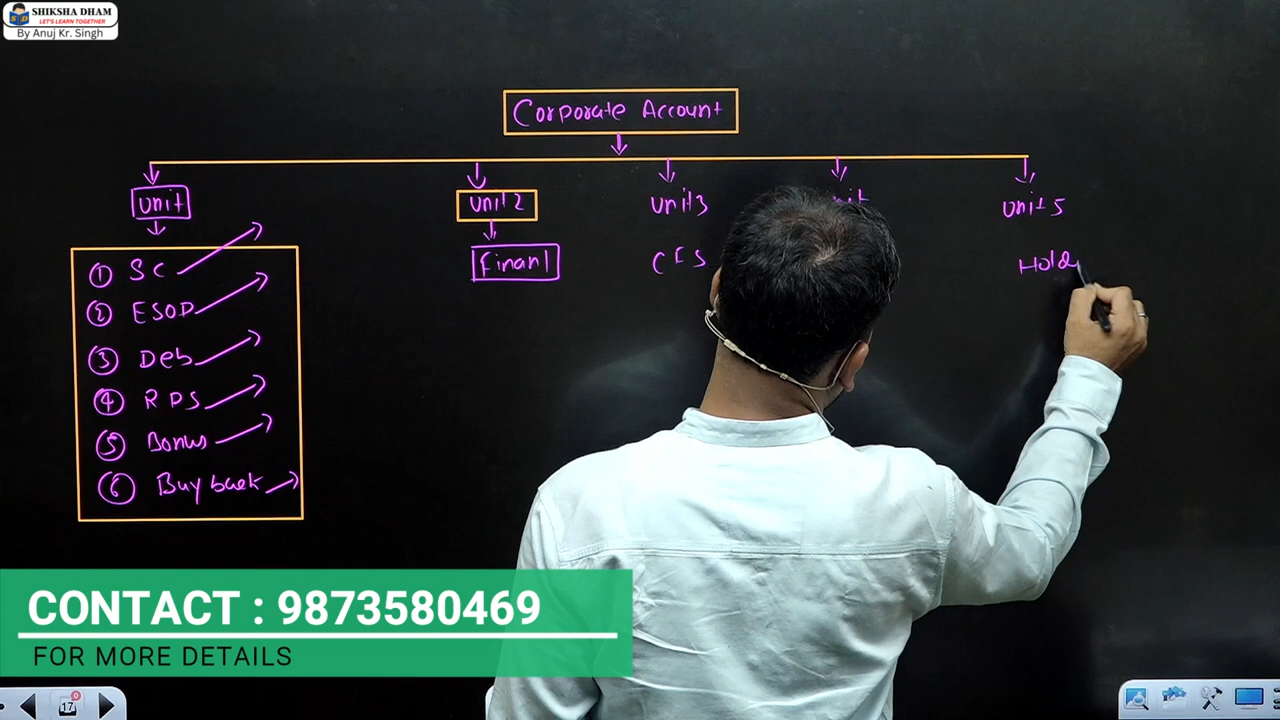 SHIKSHA DHAM
LET'S LEARN TOGETHER
By Anuj Kr. Singh
Corporate Account
Unit
Unit 2
Unit 3
Unit 5
Finanl
CFS
Hold
① SC
② ESOP
③ Deb
④ RPS
⑤ Bonus
⑥ Buy back
CONTACT : 9873580469
FOR MORE DETAILS
17